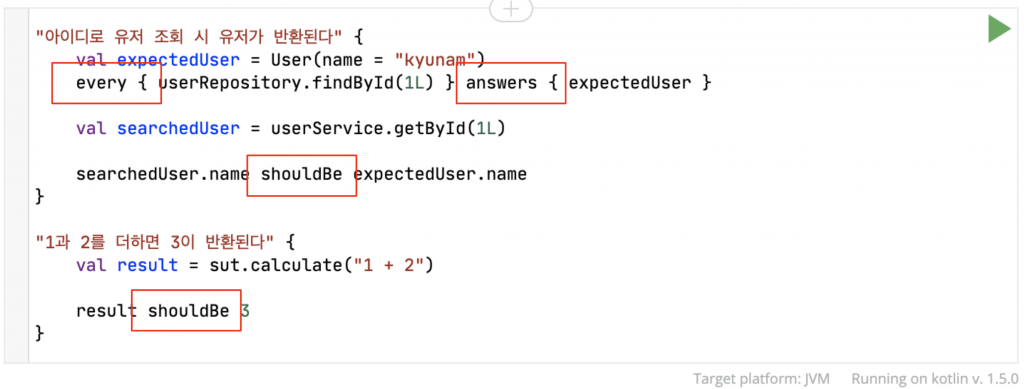 "아이디로 유저 조회 시 유저가 반환된다" {
    val expectedUser = User(name = "kyunam")
    every { userRepository.findById(1L) } answers { expectedUser }
    val searchedUser = userService.getById(1L)
    searchedUser.name shouldBe expectedUser.name
}
"1과 2를 더하면 3이 반환된다" {
    val result = sut.calculate("1 + 2")
    result shouldBe 3
}
Target platform: JVM Running on kotlin v. 1.5.0